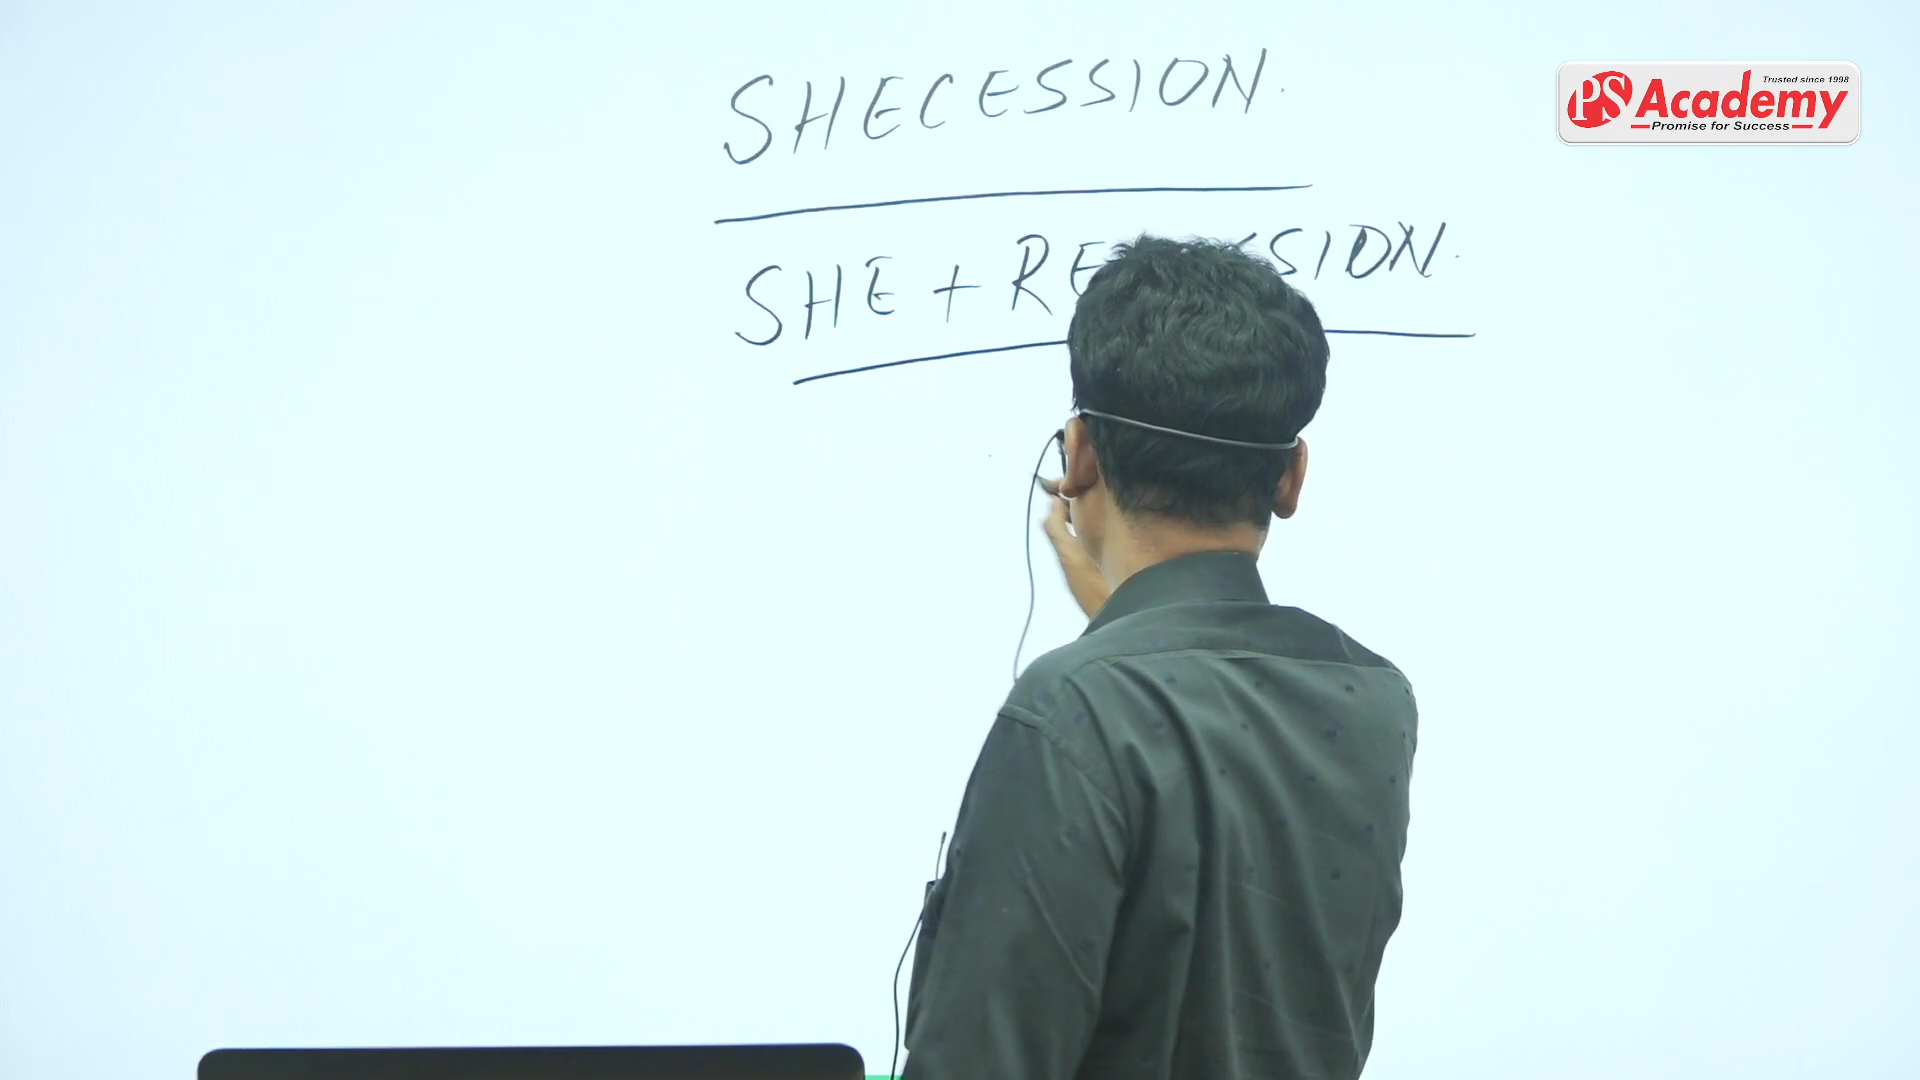 SHECESSION.
SHE + RE SION.
PS Academy
Trusted since 1998
Promise for Success